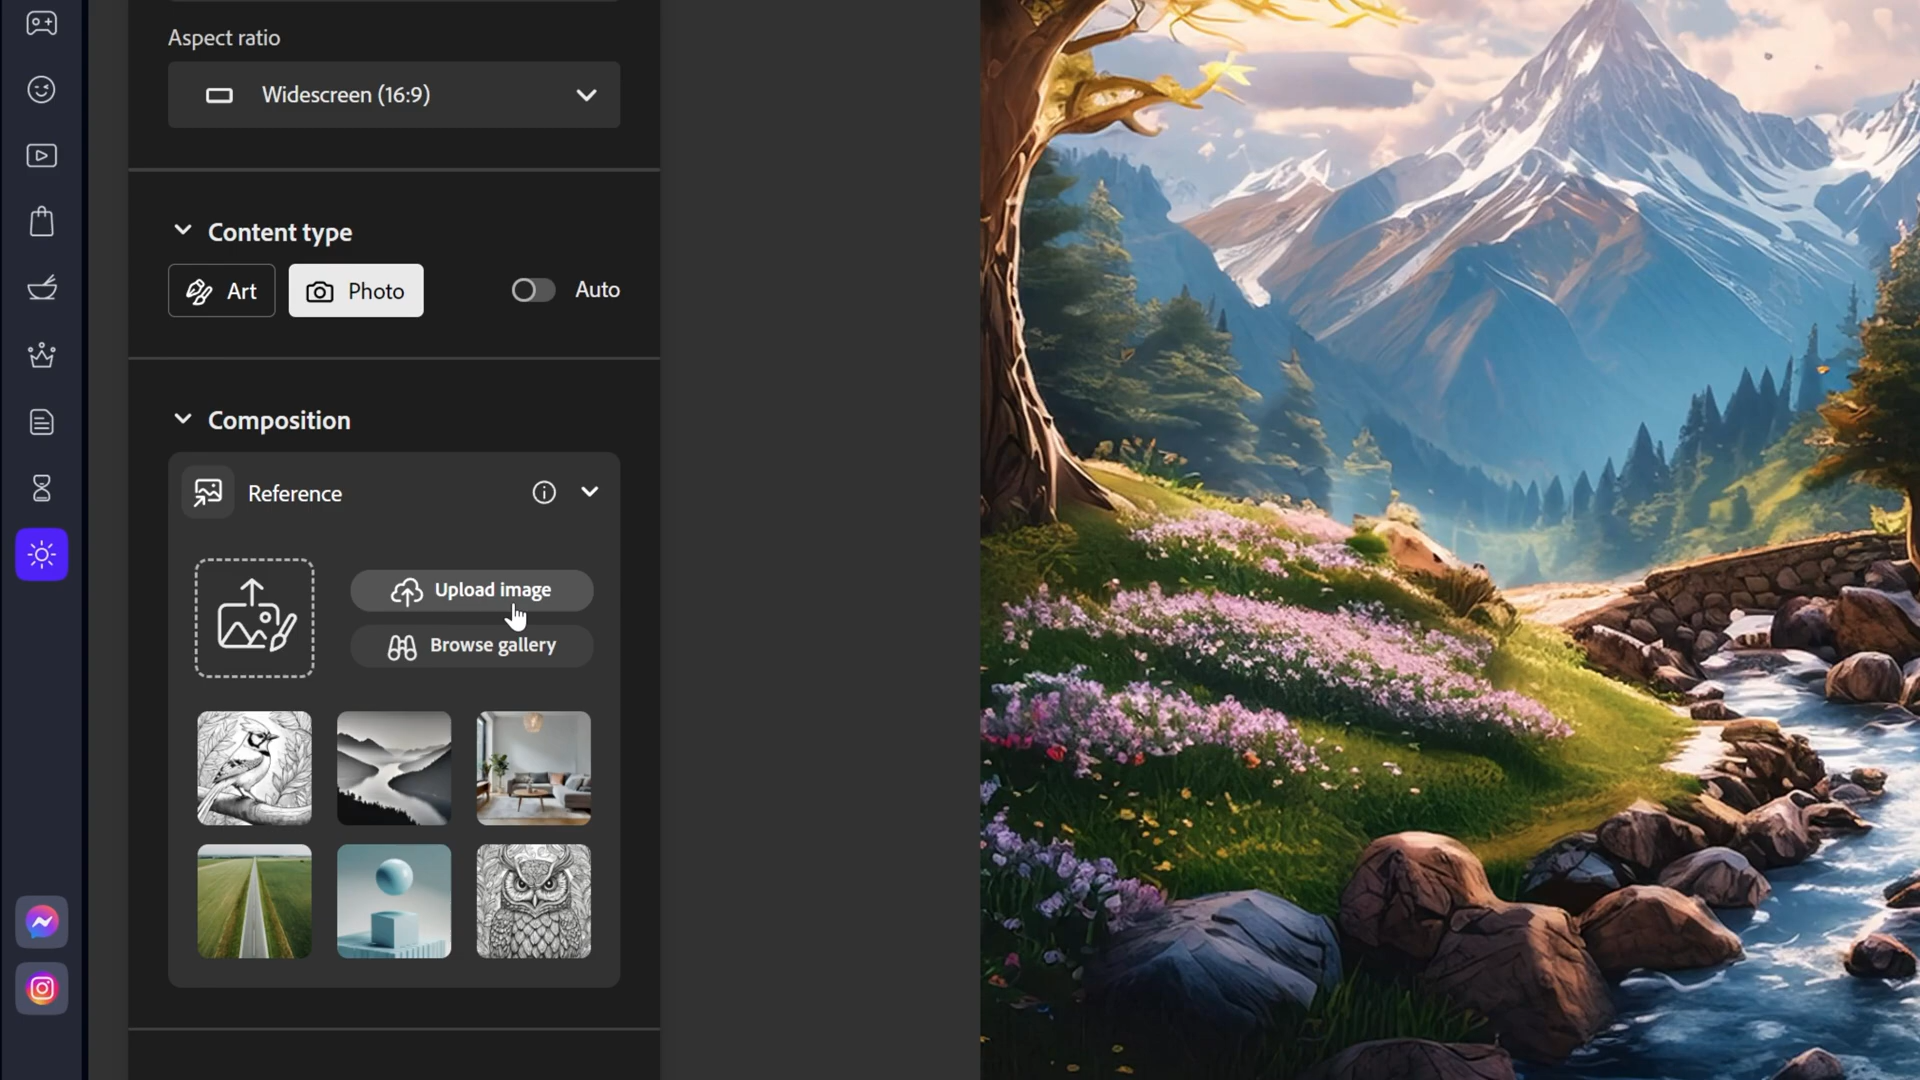 Aspect ratio
Widescreen (16:9)
Content type
Art
Photo
Auto
Composition
Reference
Upload image
Browse gallery